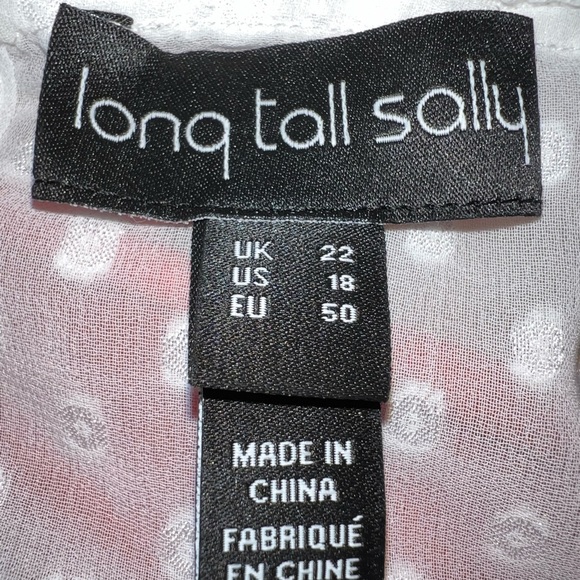 long tall sally
UK 22
US 18
EU 50
MADE IN
CHINA
FABRIQUÉ
EN CHINE